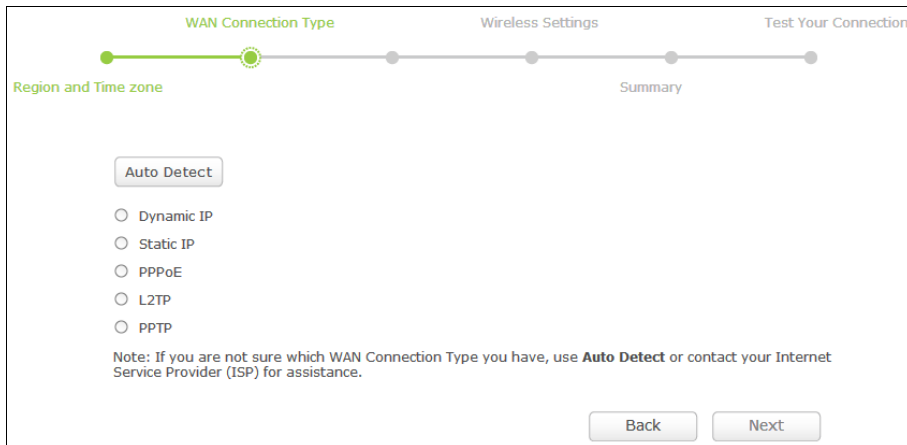 WAN Connection Type Wireless Settings Test Your Connection
Region and Time zone Summary
Auto Detect
Dynamic IP
Static IP
PPPoE
L2TP
PPTP
Note: If you are not sure which WAN Connection Type you have, use Auto Detect or contact your Internet
Service Provider (ISP) for assistance.
Back Next